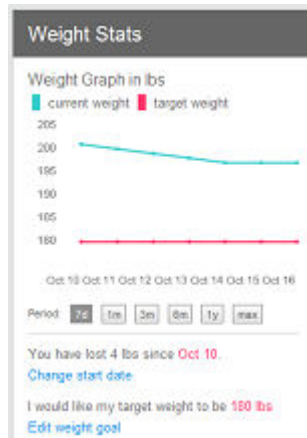 Weight Stats
Weight Graph in lbs
current weight target weight
205
200
195
190
185
180
Oct 10 Oct 11 Oct 12 Oct 13 Oct 14 Oct 15 Oct 16
Period: 7d 1m 3m 6m 1y max
You have lost 4 lbs since Oct 10.
Change start date
I would like my target weight to be 180 lbs
Edit weight goal